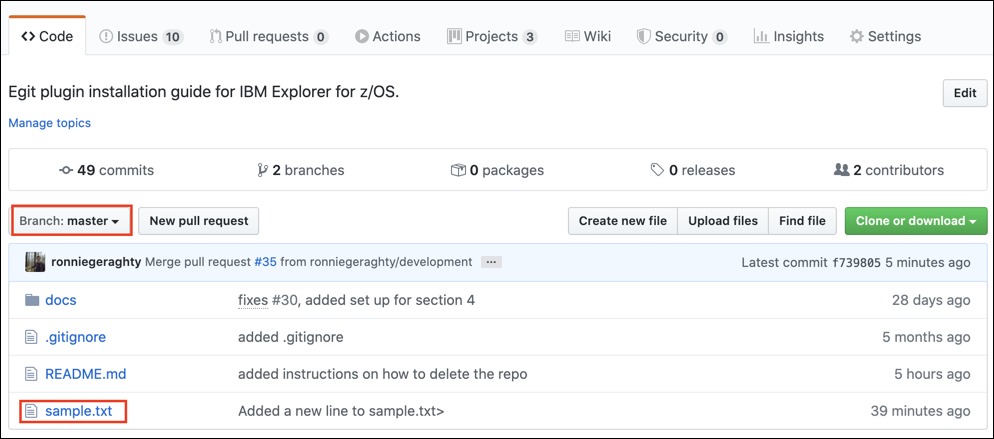 Code Issues 10 Pull requests 0 Actions Projects 3 Wiki Security 0 Insights Settings
Egit plugin installation guide for IBM Explorer for z/OS. Edit
Manage topics
49 commits 2 branches 0 packages 0 releases 2 contributors
Branch: master New pull request Create new file Upload files Find file Clone or download
ronniegeraghty Merge pull request #35 from ronniegeraghty/development ... Latest commit f739805 5 minutes ago
docs fixes #30, added set up for section 4 28 days ago
.gitignore added .gitignore 5 months ago
README.md added instructions on how to delete the repo 5 hours ago
sample.txt Added a new line to sample.txt> 39 minutes ago